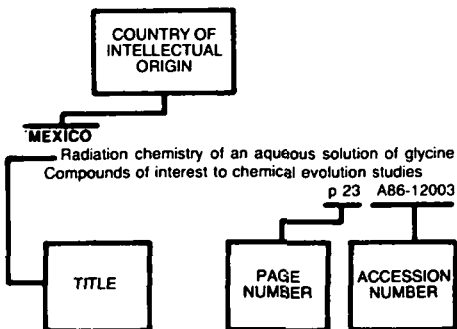 COUNTRY OF
INTELLECTUAL
ORIGIN
MEXICO
Radiation chemistry of an aqueous solution of glycine
Compounds of interest to chemical evolution studies
p 23 A86-12003
TITLE
PAGE
NUMBER
ACCESSION
NUMBER